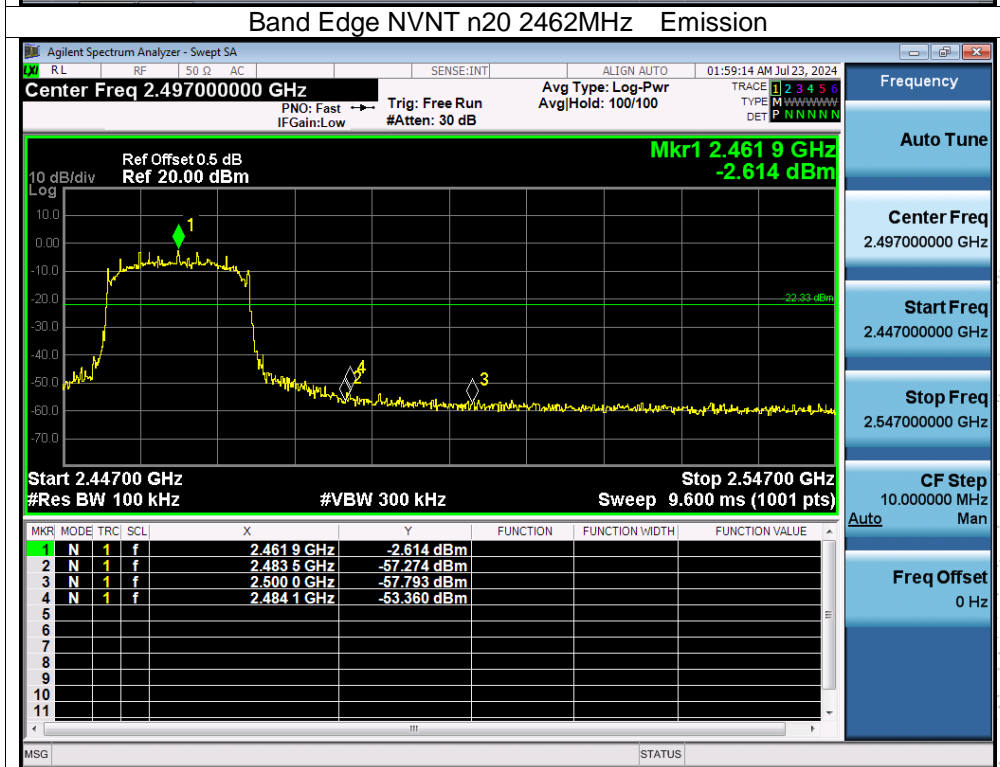 Band Edge NVNT n20 2462MHz Emission
Agilent Spectrum Analyzer - Swept SA
LXI RL RF 50 Ω AC SENSE:INT ALIGN AUTO 01:59:14 AM Jul 23, 2024
Center Freq 2.497000000 GHz
PNO: Fast
IFGain:Low
Trig: Free Run
#Atten: 30 dB
Avg Type: Log-Pwr
Avg|Hold: 100/100
TRACE 1 2 3 4 5 6
TYPE M WWWWW
DET P N N N N N
Frequency
Auto Tune
Center Freq
2.497000000 GHz
Start Freq
2.447000000 GHz
Stop Freq
2.547000000 GHz
CF Step
10.000000 MHz
Auto Man
Freq Offset
0 Hz
Mkr1 2.461 9 GHz
-2.614 dBm
Ref Offset 0.5 dB
10 dB/div Ref 20.00 dBm
Log
10.0
0.00
-10.0
-20.0
-30.0
-40.0
-50.0
-60.0
-70.0
1
-22.33 dBm
4
2
3
Start 2.44700 GHz Stop 2.54700 GHz
#Res BW 100 kHz #VBW 300 kHz Sweep 9.600 ms (1001 pts)
MKR MODE TRC SCL X Y FUNCTION FUNCTION WIDTH FUNCTION VALUE
1 N 1 f 2.461 9 GHz -2.614 dBm
2 N 1 f 2.483 5 GHz -57.274 dBm
3 N 1 f 2.500 0 GHz -57.793 dBm
4 N 1 f 2.484 1 GHz -53.360 dBm
5
6
7
8
9
10
11
MSG STATUS